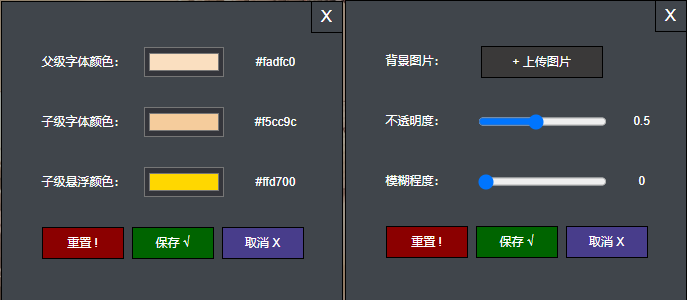 X
父级字体颜色：
#fadfc0
子级字体颜色：
#f5cc9c
子级悬浮颜色：
#ffd700
重置 !
保存 √
取消 X
X
背景图片：
+ 上传图片
不透明度：
0.5
模糊程度：
0
重置 !
保存 √
取消 X